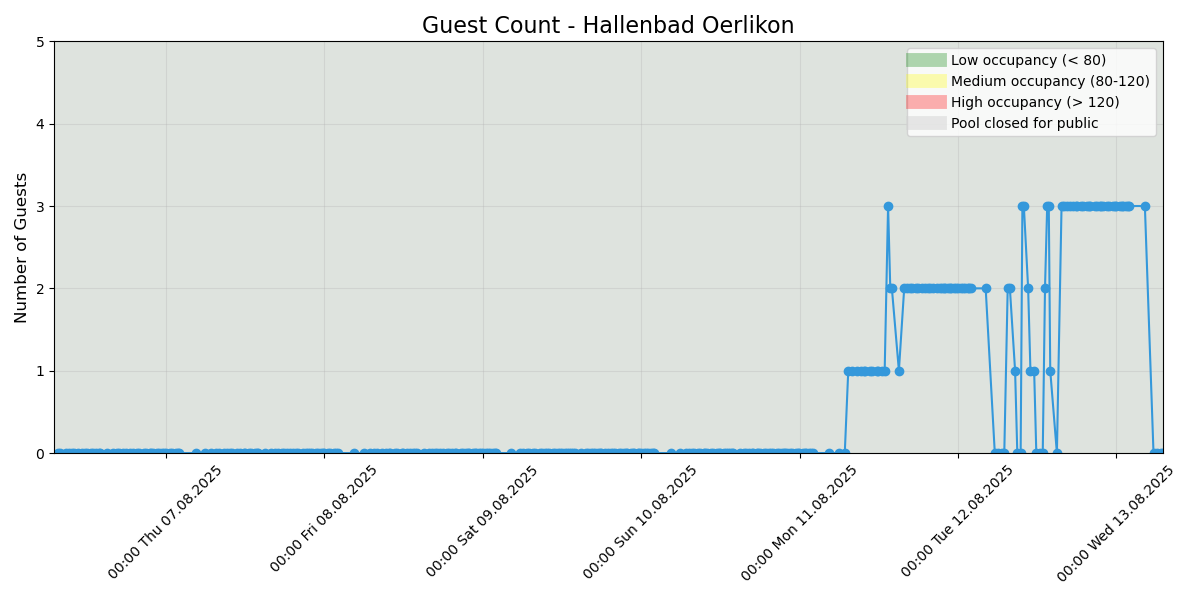 Guest Count - Hallenbad Oerlikon
Number of Guests
5
4
3
2
1
0
Low occupancy (< 80)
Medium occupancy (80-120)
High occupancy (> 120)
Pool closed for public
00:00 Thu 07.08.2025
00:00 Fri 08.08.2025
00:00 Sat 09.08.2025
00:00 Sun 10.08.2025
00:00 Mon 11.08.2025
00:00 Tue 12.08.2025
00:00 Wed 13.08.2025